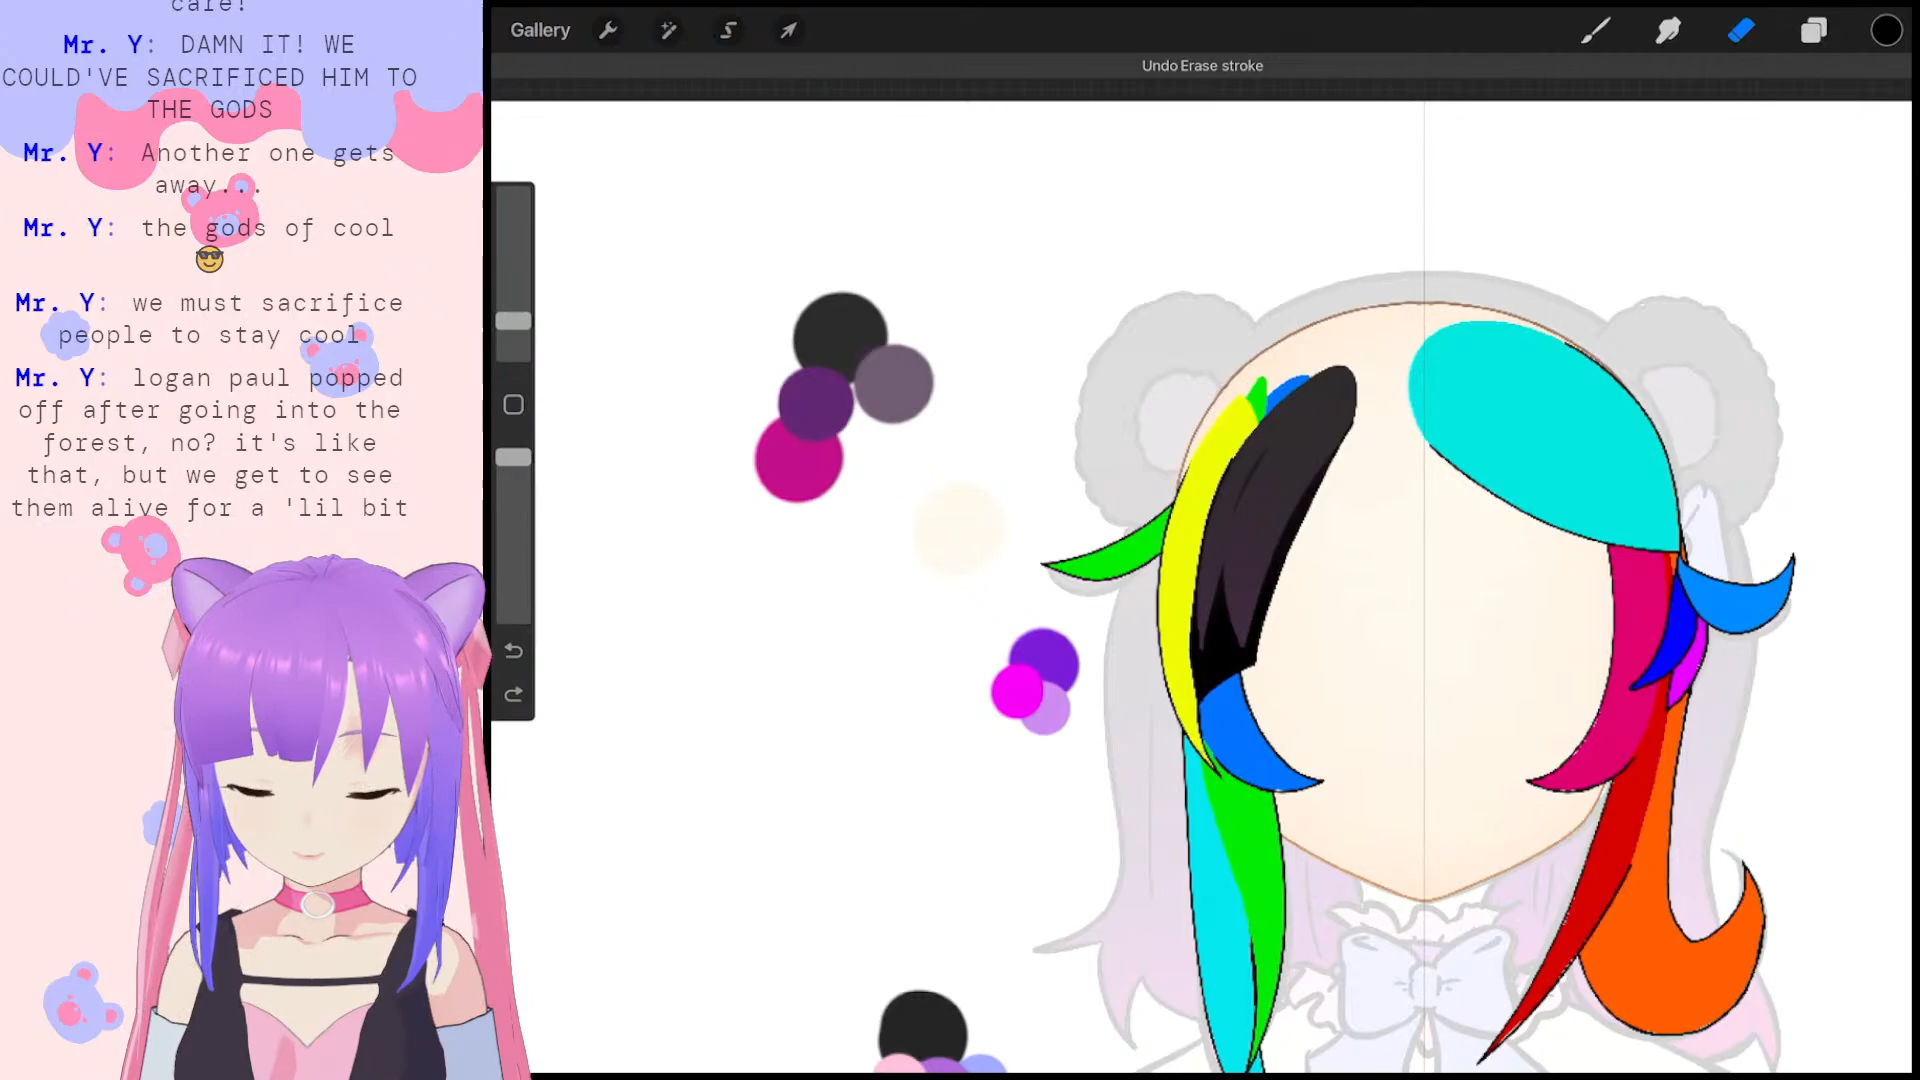 care!
Mr. Y: DAMN IT! WE
COULD'VE SACRIFICED HIM TO
THE GODS
Mr. Y: Another one gets
away...
Mr. Y: the gods of cool
😎
Mr. Y: we must sacrifice
people to stay cool
Mr. Y: logan paul popped
off after going into the
forest, no? it's like
that, but we get to see
them alive for a 'lil bit
Gallery
Undo Erase stroke